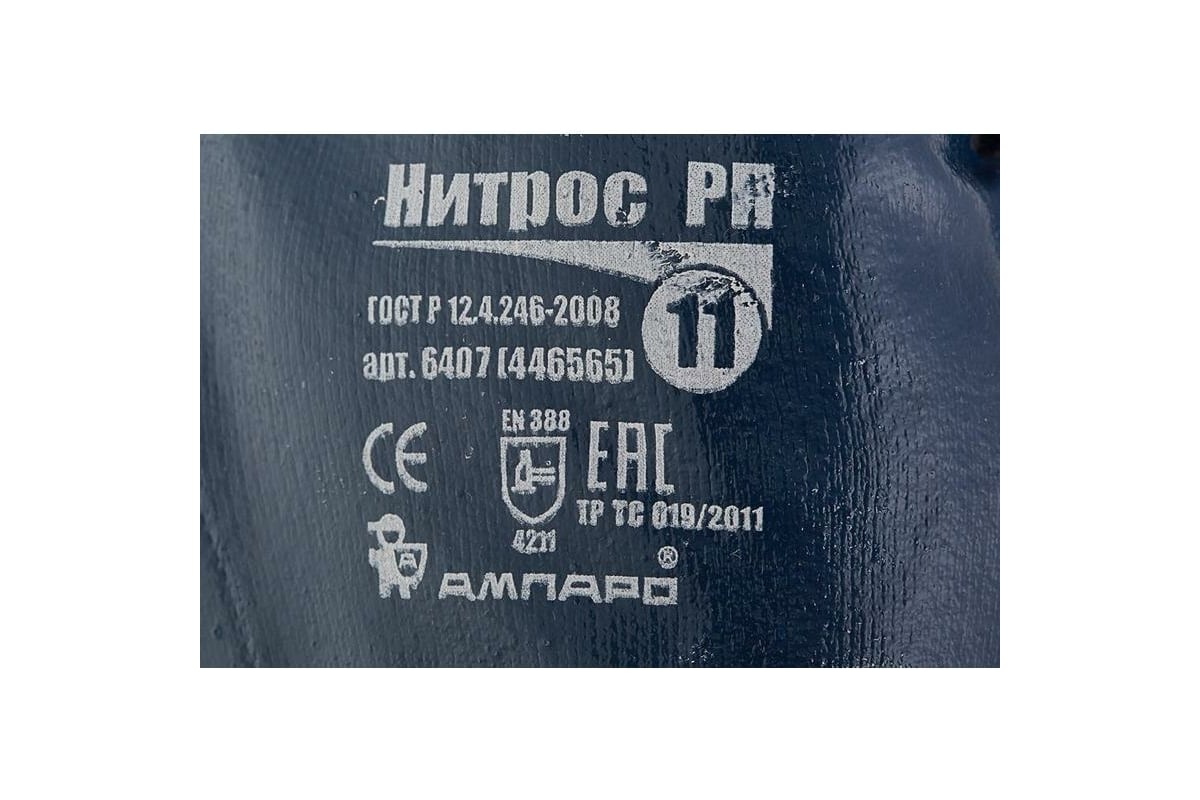 Нитрос РП
11
ГОСТ Р 12.4.246-2008
арт. 6407 (446565)
CE
EN 388
EAC
ТР ТС 019/2011
4211
А
АМПАРО®